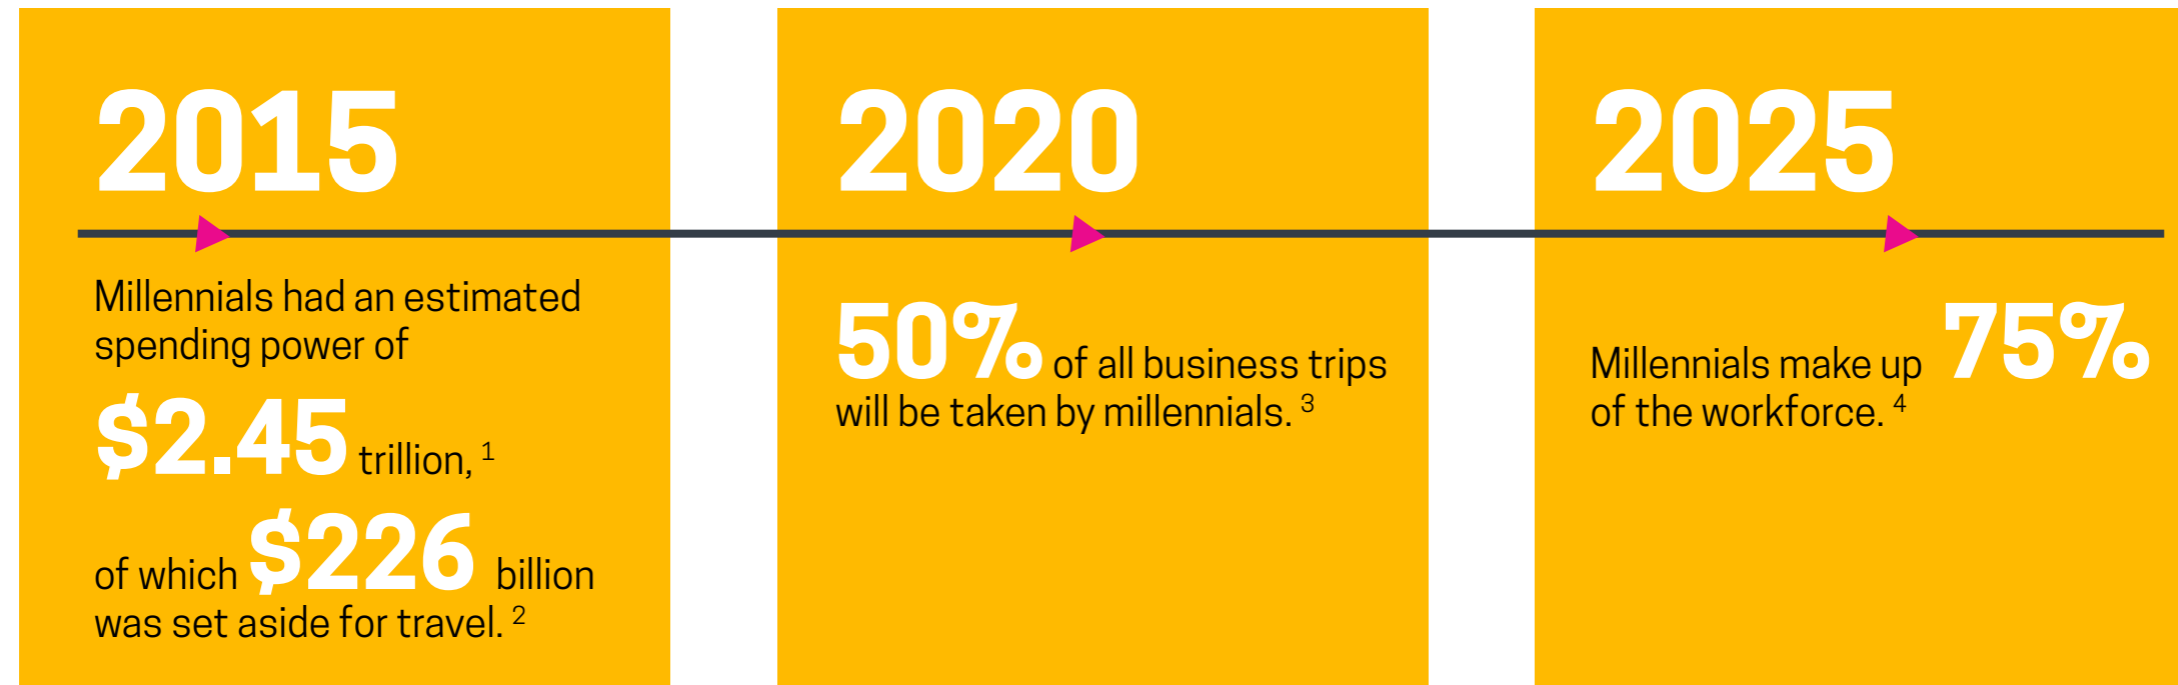 2015
Millennials had an estimated
spending power of
$2.45 trillion, 1
of which $226 billion
was set aside for travel. 2
2020
50% of all business trips
will be taken by millennials. 3
2025
Millennials make up 75%
of the workforce. 4